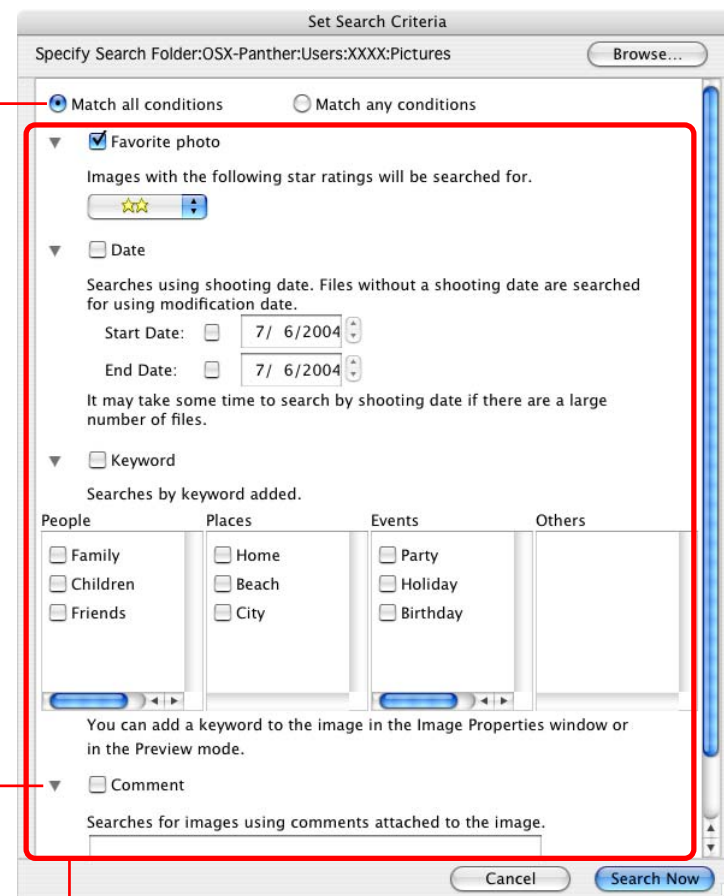 Set Search Criteria
Specify Search Folder:OSX-Panther:Users:XXXX:Pictures
Browse...
Match all conditions
Match any conditions
Favorite photo
Images with the following star ratings will be searched for.
Date
Searches using shooting date. Files without a shooting date are searched
for using modification date.
Start Date: 7/ 6/2004
End Date: 7/ 6/2004
It may take some time to search by shooting date if there are a large
number of files.
Keyword
Searches by keyword added.
People Places Events Others
Family Home Party
Children Beach Holiday
Friends City Birthday
You can add a keyword to the image in the Image Properties window or
in the Preview mode.
Comment
Searches for images using comments attached to the image.
Cancel Search Now